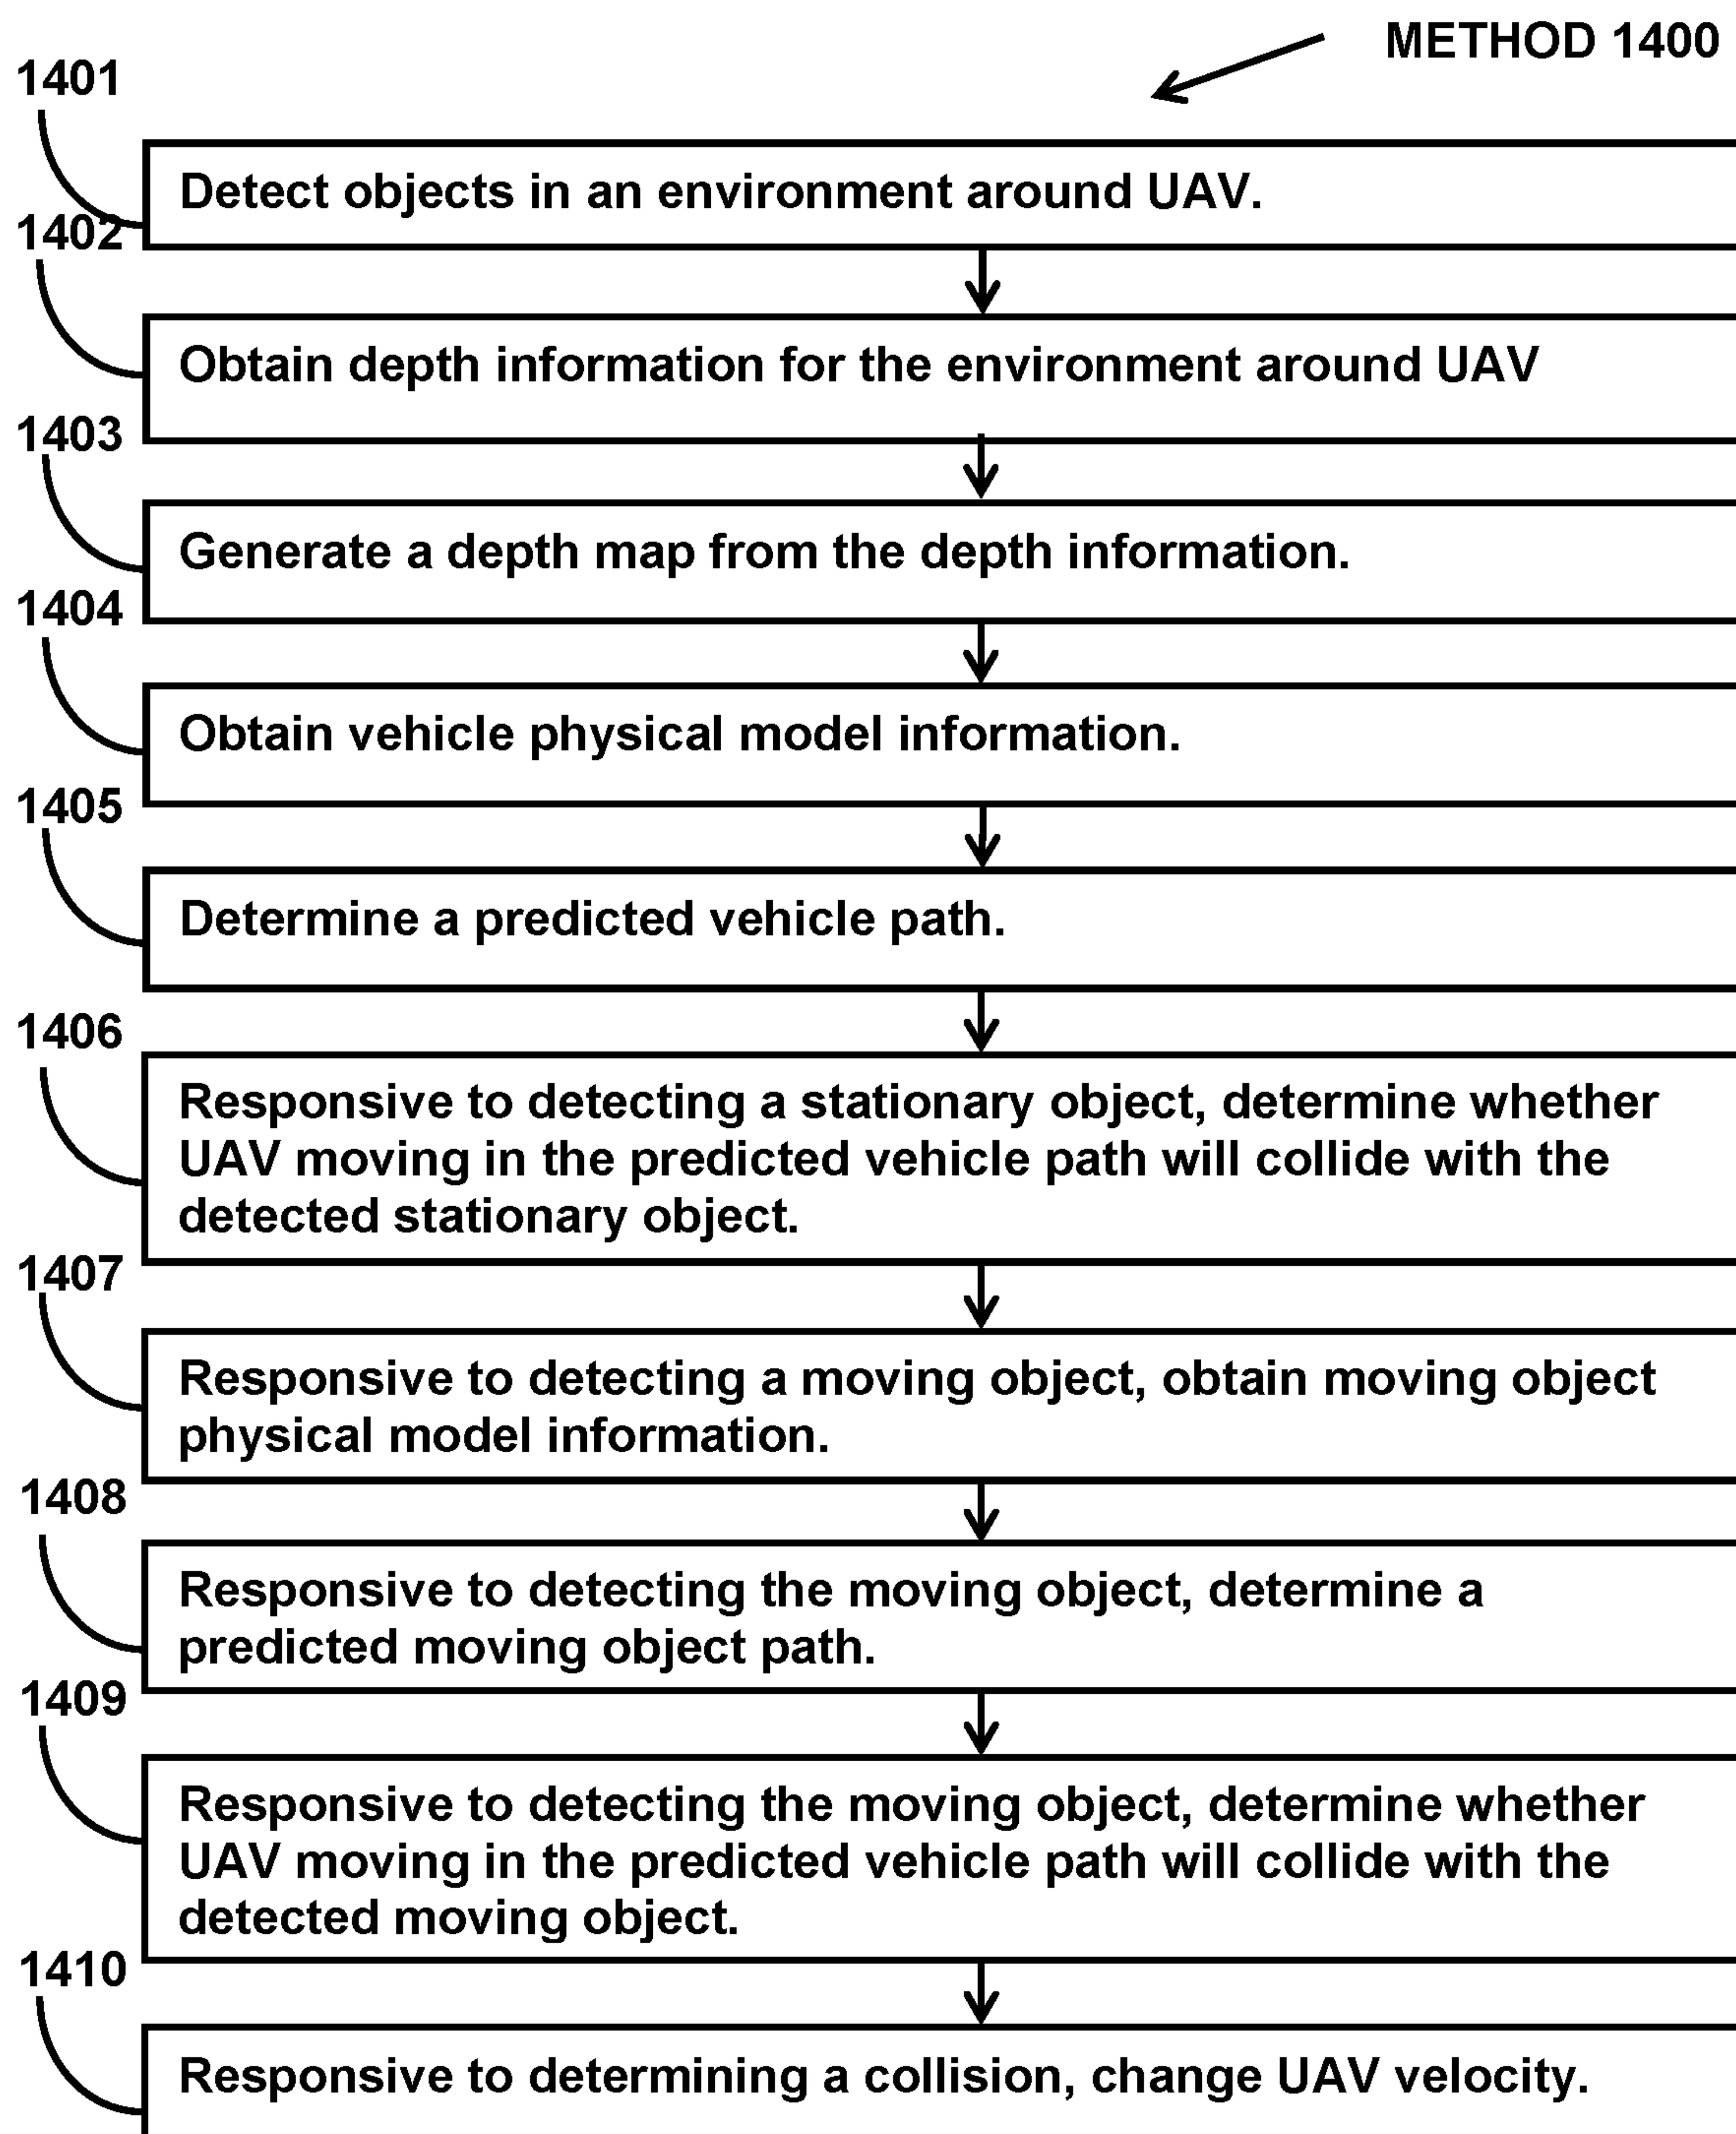 METHOD 1400
1401
Detect objects in an environment around UAV.
1402
Obtain depth information for the environment around UAV
1403
Generate a depth map from the depth information.
1404
Obtain vehicle physical model information.
1405
Determine a predicted vehicle path.
1406
Responsive to detecting a stationary object, determine whether
UAV moving in the predicted vehicle path will collide with the
detected stationary object.
1407
Responsive to detecting a moving object, obtain moving object
physical model information.
1408
Responsive to detecting the moving object, determine a
predicted moving object path.
1409
Responsive to detecting the moving object, determine whether
UAV moving in the predicted vehicle path will collide with the
detected moving object.
1410
Responsive to determining a collision, change UAV velocity.